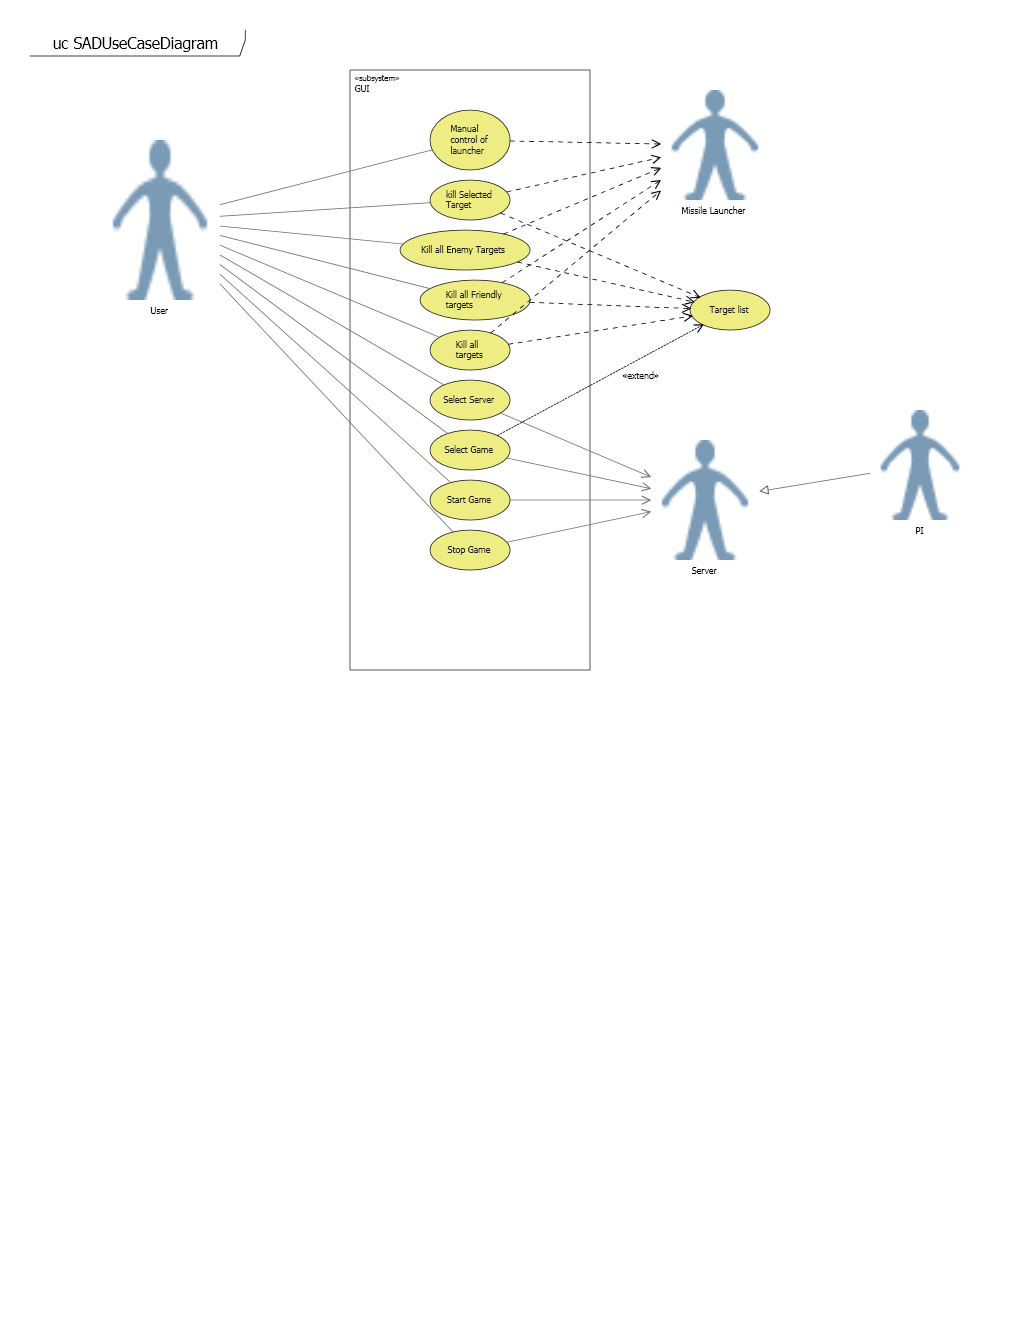 uc SADUseCaseDiagram
«subsystem»
GUI
Manual
control of
launcher
kill Selected
Target
Kill all Enemy Targets
Kill all Friendly
targets
Kill all
targets
Select Server
Select Game
Start Game
Stop Game
User
Missile Launcher
Target list
«extend»
Server
PI